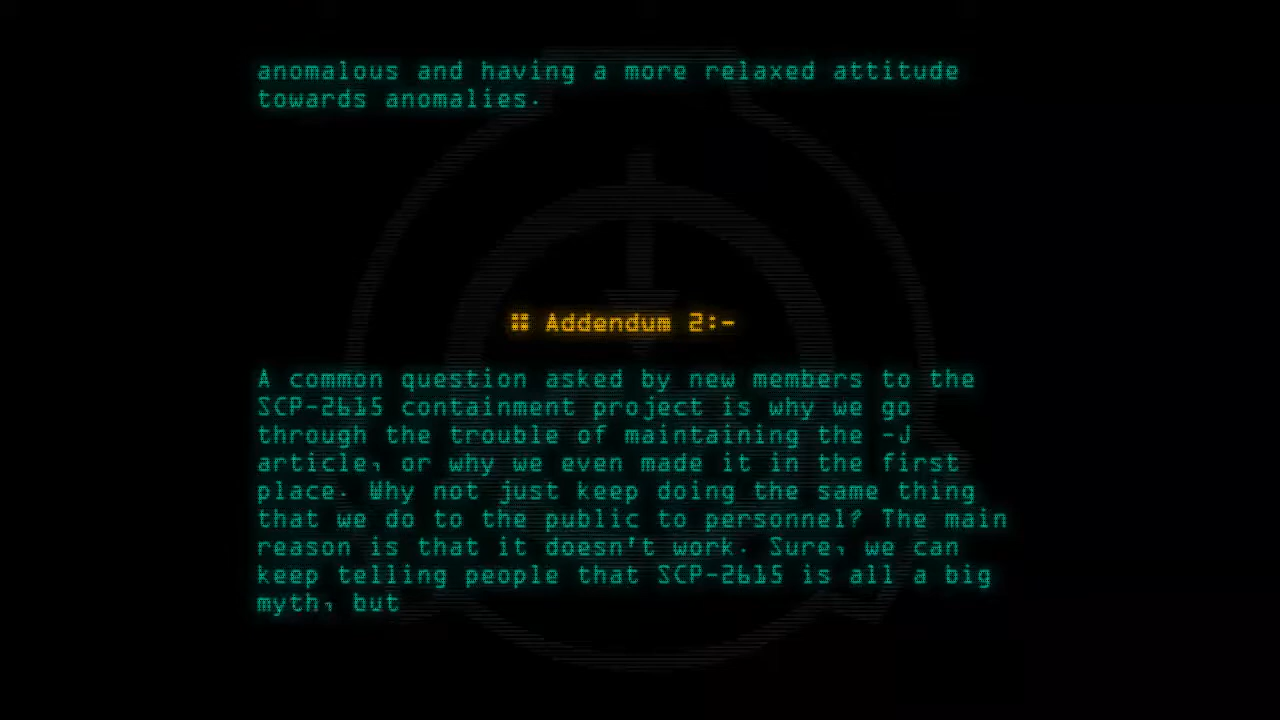 anomalous and having a more relaxed attitude
towards anomalies.
⌗ Addendum 2:-
A common question asked by new members to the
SCP-2615 containment project is why we go
through the trouble of maintaining the -J
article, or why we even made it in the first
place. Why not just keep doing the same thing
that we do to the public to personnel? The main
reason is that it doesn't work. Sure, we can
keep telling people that SCP-2615 is all a big
myth, but